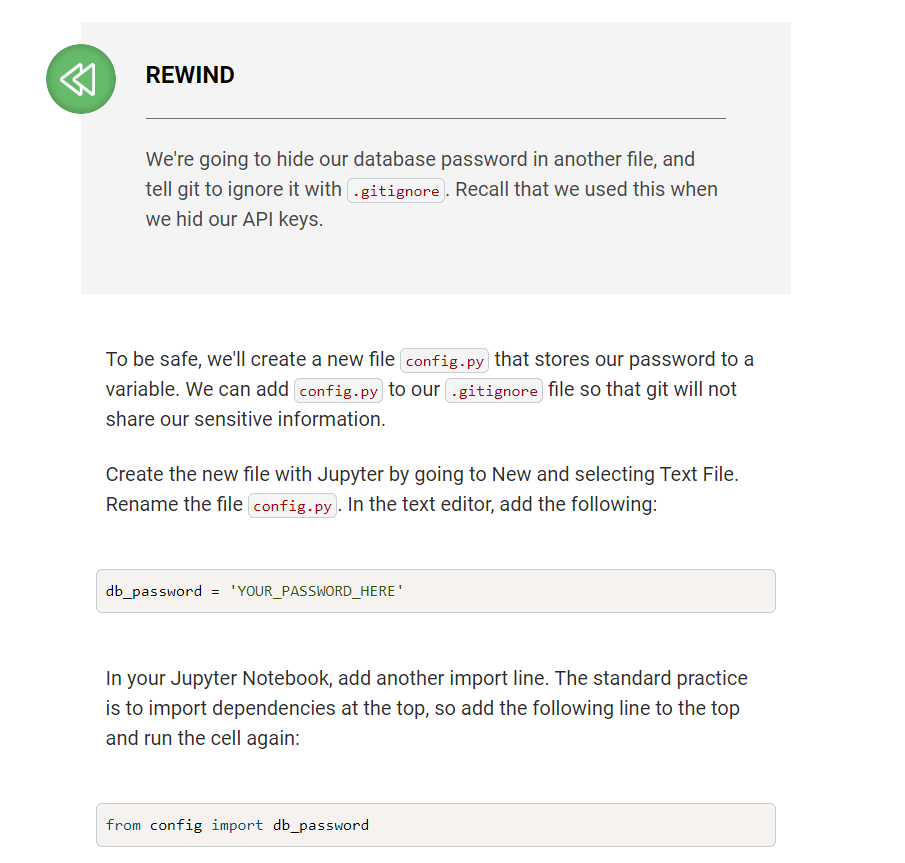 REWIND
We're going to hide our database password in another file, and
tell git to ignore it with .gitignore. Recall that we used this when
we hid our API keys.
To be safe, we'll create a new file config.py that stores our password to a
variable. We can add config.py to our .gitignore file so that git will not
share our sensitive information.
Create the new file with Jupyter by going to New and selecting Text File.
Rename the file config.py. In the text editor, add the following:
db_password = 'YOUR_PASSWORD_HERE'
In your Jupyter Notebook, add another import line. The standard practice
is to import dependencies at the top, so add the following line to the top
and run the cell again:
from config import db_password